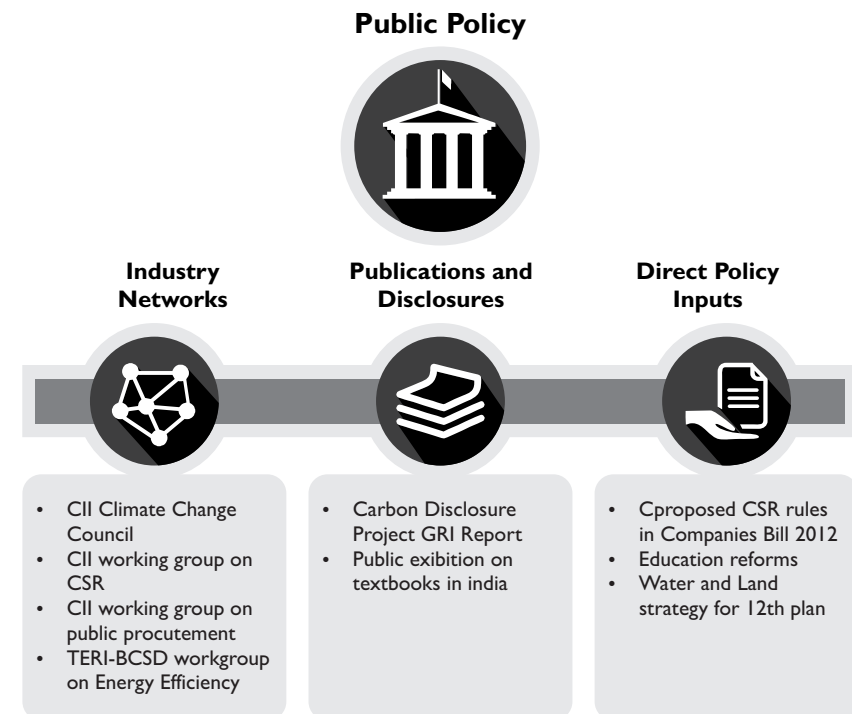 Public Policy
Industry
Networks
Publications and
Disclosures
Direct Policy
Inputs
• CII Climate Change
Council
• CII working group on
CSR
• CII working group on
public procutement
• TERI-BCSD workgroup
on Energy Efficiency
• Carbon Disclosure
Project GRI Report
• Public exibition on
textbooks in india
• Cproposed CSR rules
in Companies Bill 2012
• Education reforms
• Water and Land
strategy for 12th plan